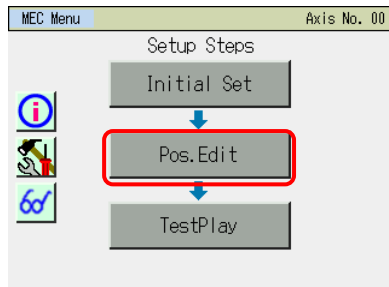 MEC Menu Axis No. 00
Setup Steps
Initial Set
Pos.Edit
TestPlay